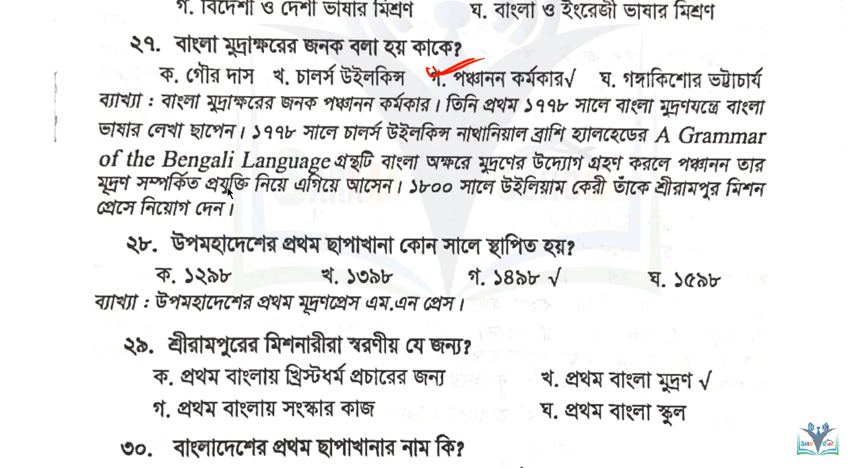 গ. বিদেশী ও দেশী ভাষার মিশ্রণ ঘ. বাংলা ও ইংরেজী ভাষার মিশ্রণ
২৭. বাংলা মুদ্রাক্ষরের জনক বলা হয় কাকে?
ক. গৌর দাস খ. চালর্স উইলকিন্স গ. পঞ্চানন কর্মকার√ ঘ. গঙ্গাকিশোর ভট্টাচার্য
ব্যাখ্যা : বাংলা মুদ্রাক্ষরের জনক পঞ্চানন কর্মকার। তিনি প্রথম ১৭৭৮ সালে বাংলা মুদ্রণযন্ত্রে বাংলা
ভাষার লেখা ছাপেন। ১৭৭৮ সালে চালর্স উইলকিন্স নাথানিয়াল ব্রাশি হ্যালহেডের A Grammar
of the Bengali Language গ্রন্থটি বাংলা অক্ষরে মুদ্রণের উদ্যোগ গ্রহণ করলে পঞ্চানন তার
মূদ্রণ সম্পর্কিত প্রযুক্তি নিয়ে এগিয়ে আসেন। ১৮০০ সালে উইলিয়াম কেরী তাঁকে শ্রীরামপুর মিশন
প্রেসে নিয়োগ দেন।
২৮. উপমহাদেশের প্রথম ছাপাখানা কোন সালে স্থাপিত হয়?
ক. ১২৯৮ খ. ১৩৯৮ গ. ১৪৯৮ √ ঘ. ১৫৯৮
ব্যাখ্যা : উপমহাদেশের প্রথম মূদ্রণপ্রেস এম.এন প্রেস।
২৯. শ্রীরামপুরের মিশনারীরা স্বরণীয় যে জন্য?
ক. প্রথম বাংলায় খ্রিস্টধর্ম প্রচারের জন্য খ. প্রথম বাংলা মুদ্রণ √
গ. প্রথম বাংলায় সংস্কার কাজ ঘ. প্রথম বাংলা স্কুল
৩০. বাংলাদেশের প্রথম ছাপাখানার নাম কি?